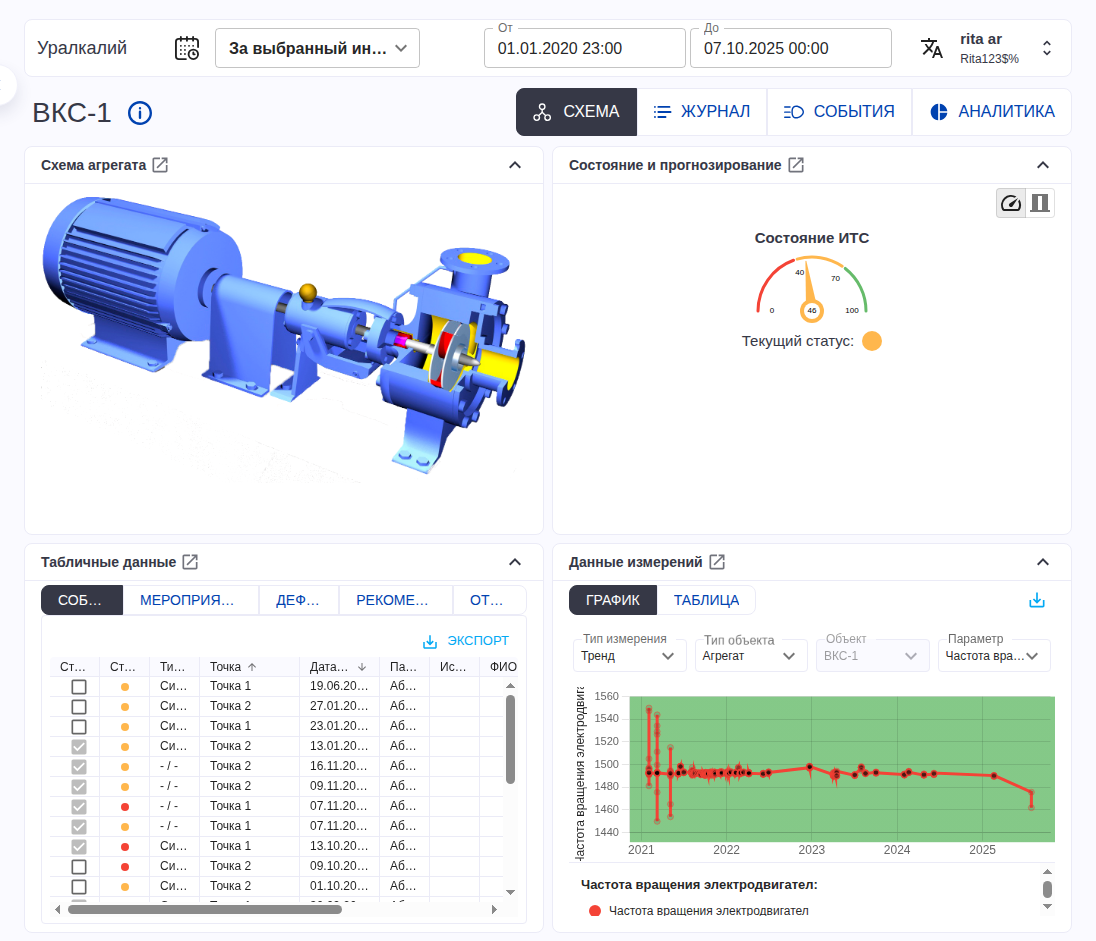 Уралкалий
За выбранный ин…
От
01.01.2020 23:00
До
07.10.2025 00:00
rita ar
Rita123$%
ВКС-1
СХЕМА
ЖУРНАЛ
СОБЫТИЯ
АНАЛИТИКА
Схема агрегата
Состояние и прогнозирование
Состояние ИТС
40
70
0
46
100
Текущий статус:
Табличные данные
СОБ…
МЕРОПРИЯ…
ДЕФ…
РЕКОМЕ…
ОТ…
ЭКСПОРТ
Ст… Ст… Ти… Точка Дата… Па… Ис… ФИО
Си… Точка 1 19.06.20… Аб…
Си… Точка 2 27.01.20… Аб…
Си… Точка 1 23.01.20… Аб…
Си… Точка 2 13.01.20… Аб…
- / - Точка 2 16.11.20… Аб…
- / - Точка 2 09.11.20… Аб…
- / - Точка 1 07.11.20… Аб…
- / - Точка 1 07.11.20… Аб…
Си… Точка 1 13.10.20… Аб…
Си… Точка 2 09.10.20… Аб…
Си… Точка 2 01.10.20… Аб…
Данные измерений
ГРАФИК
ТАБЛИЦА
Тип измерения
Тренд
Тип объекта
Агрегат
Объект
ВКС-1
Параметр
Частота вра…
Частота вращения электродвига
1560
1540
1520
1500
1480
1460
1440
2021 2022 2023 2024 2025
Частота вращения электродвигател:
Частота вращения электродвигател